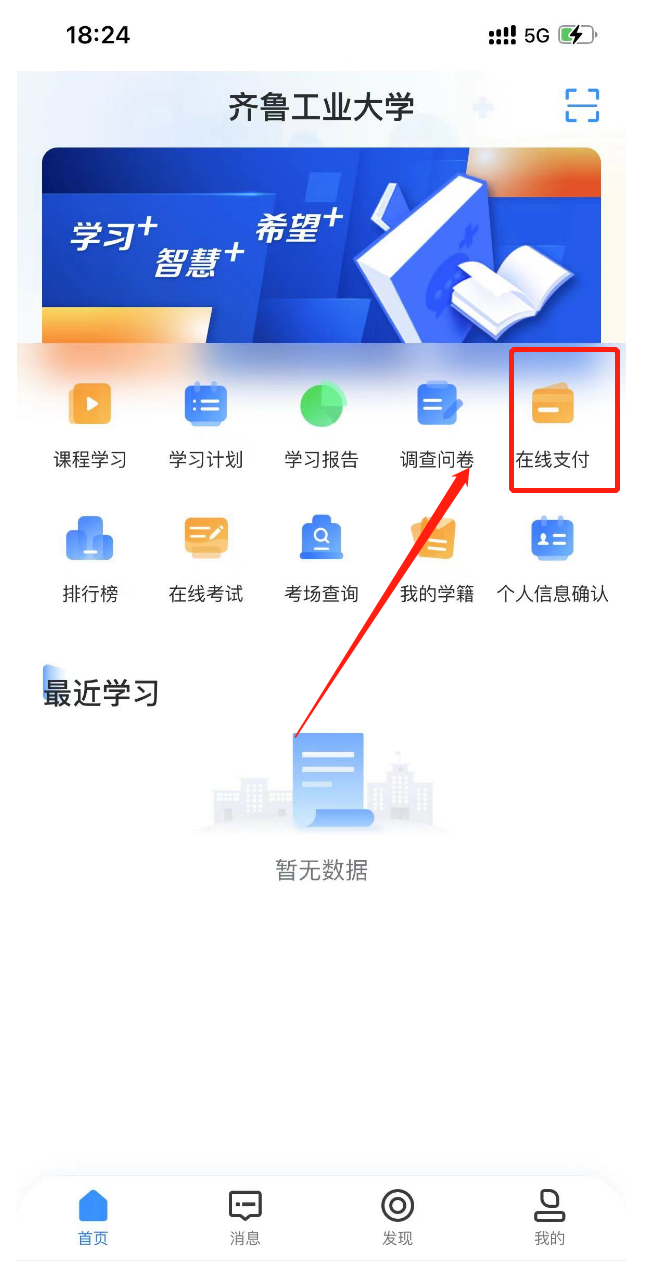 18:24 5G
齐鲁工业大学
学习+ 智慧+ 希望+
课程学习 学习计划 学习报告 调查问卷 在线支付
排行榜 在线考试 考场查询 我的学籍 个人信息确认
最近学习
暂无数据
首页 消息 发现 我的